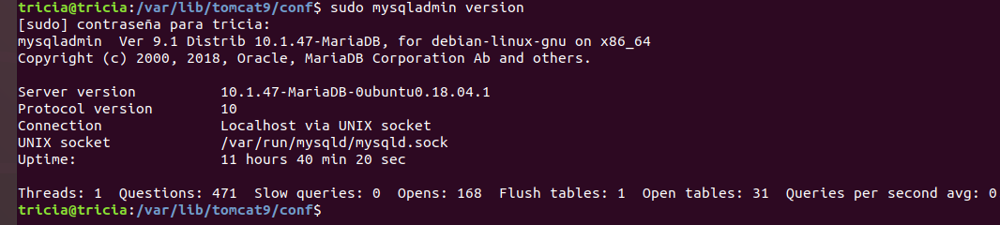 tricia@tricia:/var/lib/tomcat9/conf$ sudo mysqladmin version
[sudo] contraseña para tricia:
mysqladmin  Ver 9.1 Distrib 10.1.47-MariaDB, for debian-linux-gnu on x86_64
Copyright (c) 2000, 2018, Oracle, MariaDB Corporation Ab and others.

Server version          10.1.47-MariaDB-0ubuntu0.18.04.1
Protocol version        10
Connection              Localhost via UNIX socket
UNIX socket             /var/run/mysqld/mysqld.sock
Uptime:                 11 hours 40 min 20 sec

Threads: 1  Questions: 471  Slow queries: 0  Opens: 168  Flush tables: 1  Open tables: 31  Queries per second avg: 0
tricia@tricia:/var/lib/tomcat9/conf$